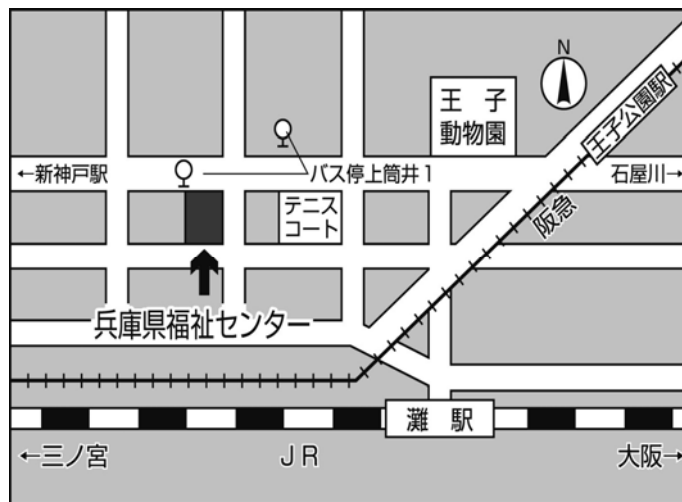 N
王子
動物園
王子公園駅
←新神戸駅
バス停上筒井1
石屋川→
テニス
コート
阪急
兵庫県福祉センター
灘駅
←三ノ宮
JR
大阪→